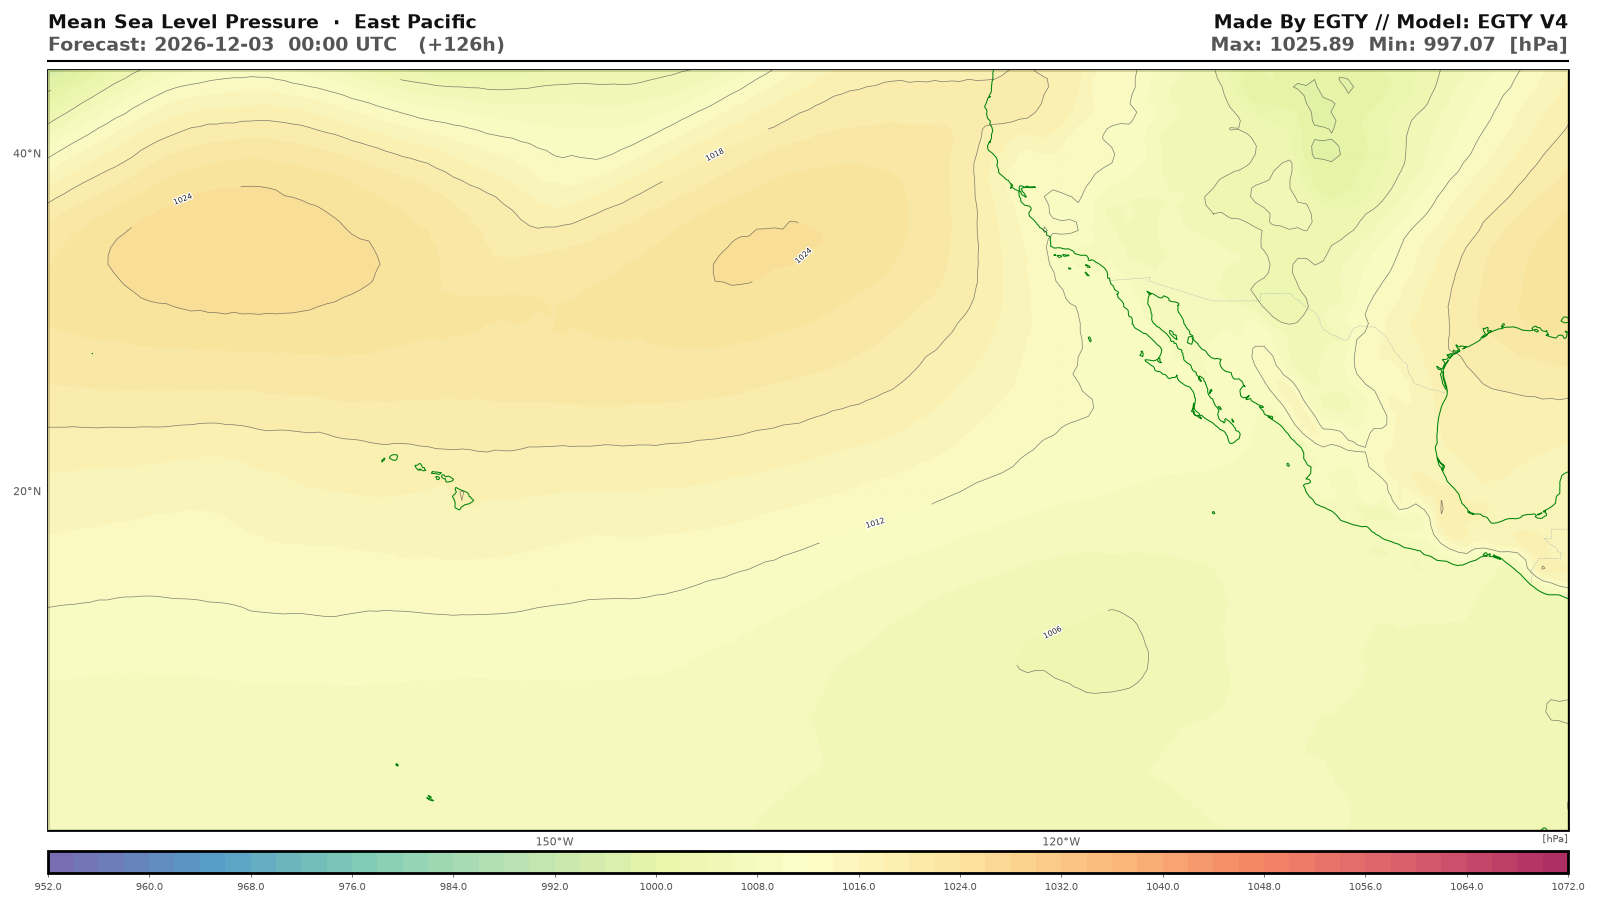 Mean Sea Level Pressure · East Pacific
Made By EGTY // Model: EGTY V4
Forecast: 2026-12-03 00:00 UTC (+126h)
Max: 1025.89 Min: 997.07 [hPa]
40°N
20°N
1018
1024
1024
1012
1006
150°W
120°W
[hPa]
952.0
960.0
968.0
976.0
984.0
992.0
1000.0
1008.0
1016.0
1024.0
1032.0
1040.0
1048.0
1056.0
1064.0
1072.0